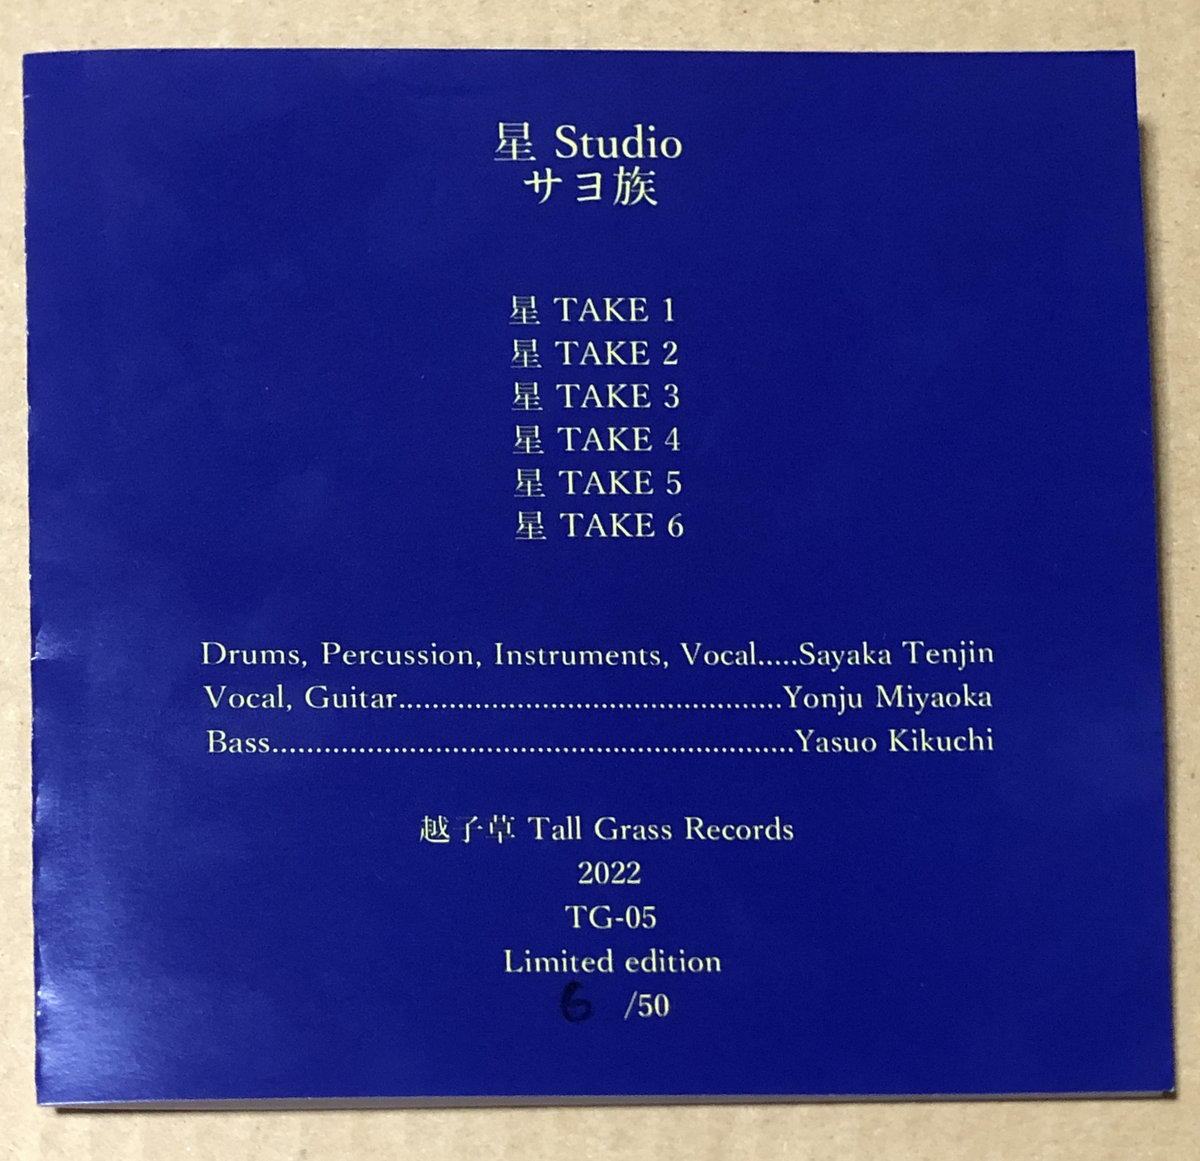 星 Studio
サヨ族
星 TAKE 1
星 TAKE 2
星 TAKE 3
星 TAKE 4
星 TAKE 5
星 TAKE 6
Drums, Percussion, Instruments, Vocal.....Sayaka Tenjin
Vocal, Guitar..............................................Yonju Miyaoka
Bass..............................................................Yasuo Kikuchi
越子草 Tall Grass Records
2022
TG-05
Limited edition
6 /50